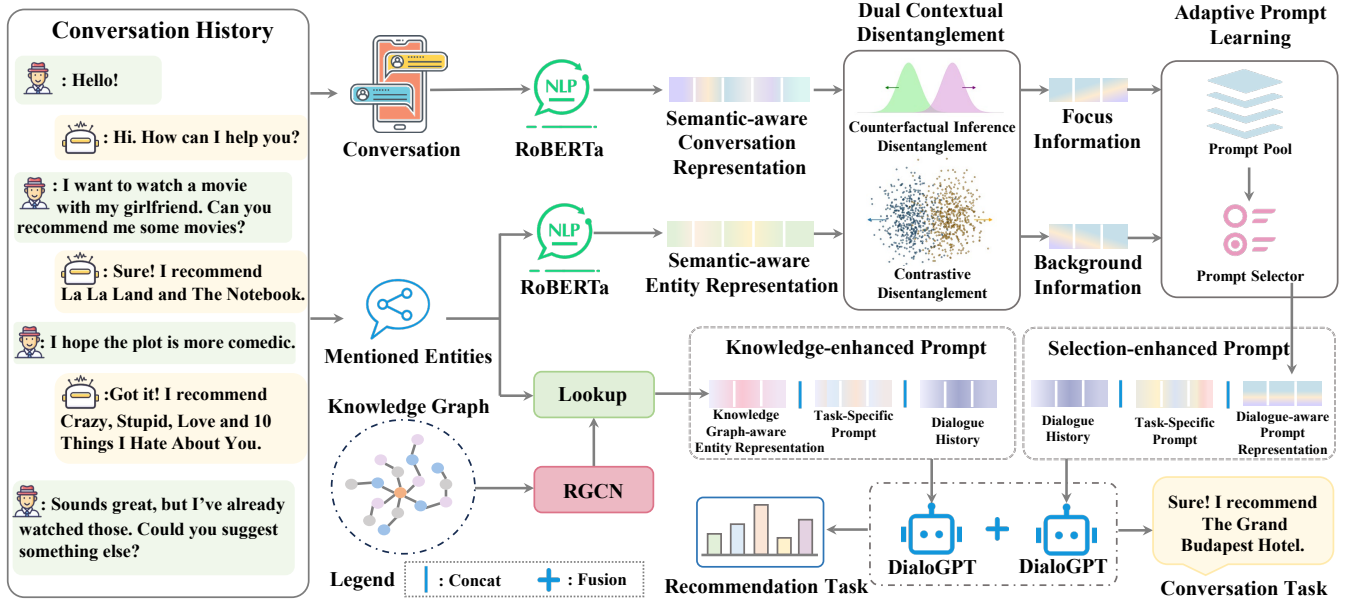 Conversation History
: Hello!
: Hi. How can I help you?
: I want to watch a movie
with my girlfriend. Can you
recommend me some movies?
: Sure! I recommend
La La Land and The Notebook.
: I hope the plot is more comedic.
:Got it! I recommend
Crazy, Stupid, Love and 10
Things I Hate About You.
: Sounds great, but I've already
watched those. Could you suggest
something else?
Conversation
NLP
RoBERTa
Semantic-aware
Conversation
Representation
Mentioned Entities
NLP
RoBERTa
Semantic-aware
Entity Representation
Dual Contextual
Disentanglement
Counterfactual Inference
Disentanglement
Contrastive
Disentanglement
Focus
Information
Background
Information
Adaptive Prompt
Learning
Prompt Pool
Prompt Selector
Knowledge Graph
Lookup
RGCN
Knowledge-enhanced Prompt
Knowledge
Graph-aware
Entity Representation
Task-Specific
Prompt
Dialogue
History
Selection-enhanced Prompt
Dialogue
History
Task-Specific
Prompt
Dialogue-aware
Prompt
Representation
Recommendation Task
DialoGPT
DialoGPT
Sure! I recommend
The Grand
Budapest Hotel.
Conversation Task
Legend
: Concat
: Fusion